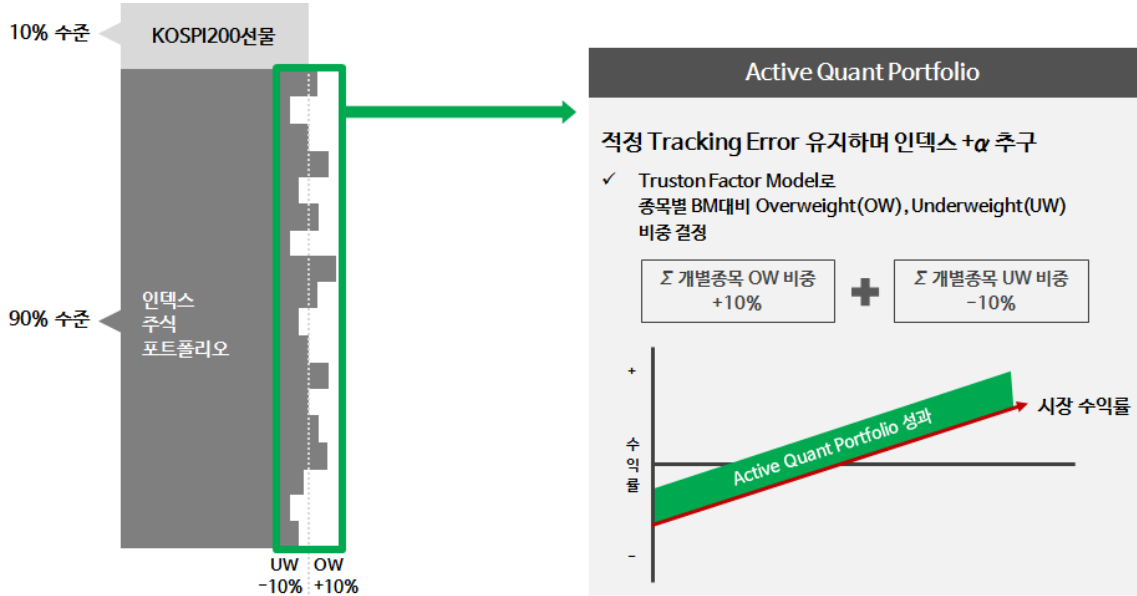 10% 수준
KOSPI200선물
90% 수준
인덱스
주식
포트폴리오
UW OW
-10% +10%
Active Quant Portfolio
적정 Tracking Error 유지하며 인덱스 +α 추구
✓ Truston Factor Model로
종목별 BM대비 Overweight(OW), Underweight(UW)
비중 결정
Σ 개별종목 OW 비중
+10%
Σ 개별종목 UW 비중
-10%
+
수
익
률
-
Active Quant Portfolio 성과
시장 수익률